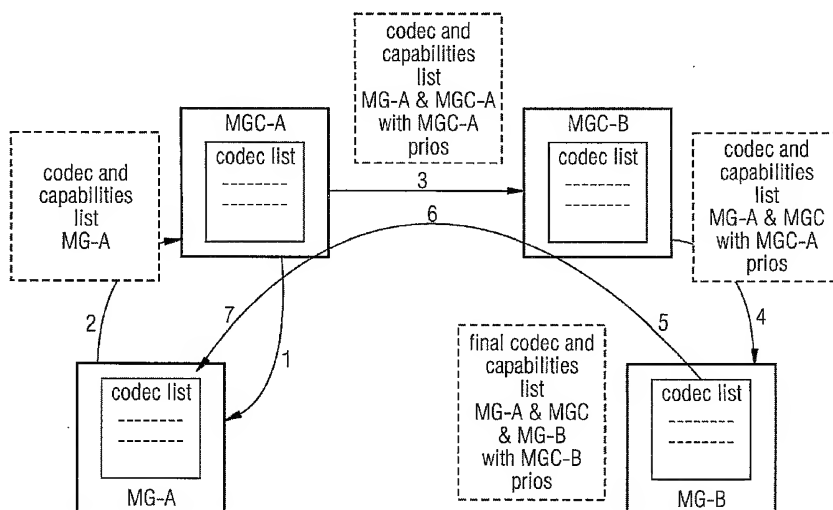 codec and
capabilities
list
MG-A & MGC-A
with MGC-A
prios
MGC-A
codec list
MGC-B
codec list
codec and
capabilities
list
MG-A
codec and
capabilities
list
MG-A & MGC
with MGC-A
prios
3
6
2
7
1
5
4
final codec and
capabilities
list
MG-A & MGC
& MG-B
with MGC-B
prios
codec list
MG-A
codec list
MG-B